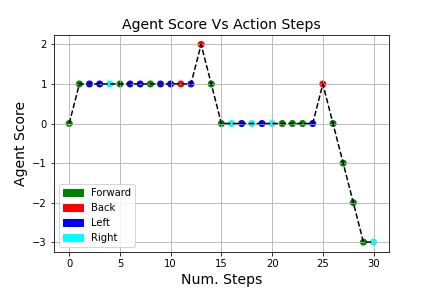 Agent Score Vs Action Steps
Agent Score
2
1
0
−1
−2
−3
Forward
Back
Left
Right
0 5 10 15 20 25 30
Num. Steps